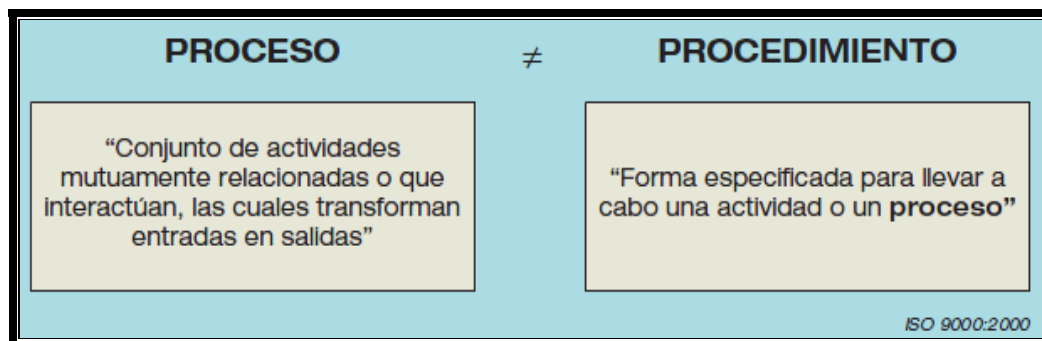 PROCESO ≠ PROCEDIMIENTO
“Conjunto de actividades
mutuamente relacionadas o que
interactúan, las cuales transforman
entradas en salidas”
“Forma especificada para llevar a
cabo una actividad o un proceso”
ISO 9000:2000